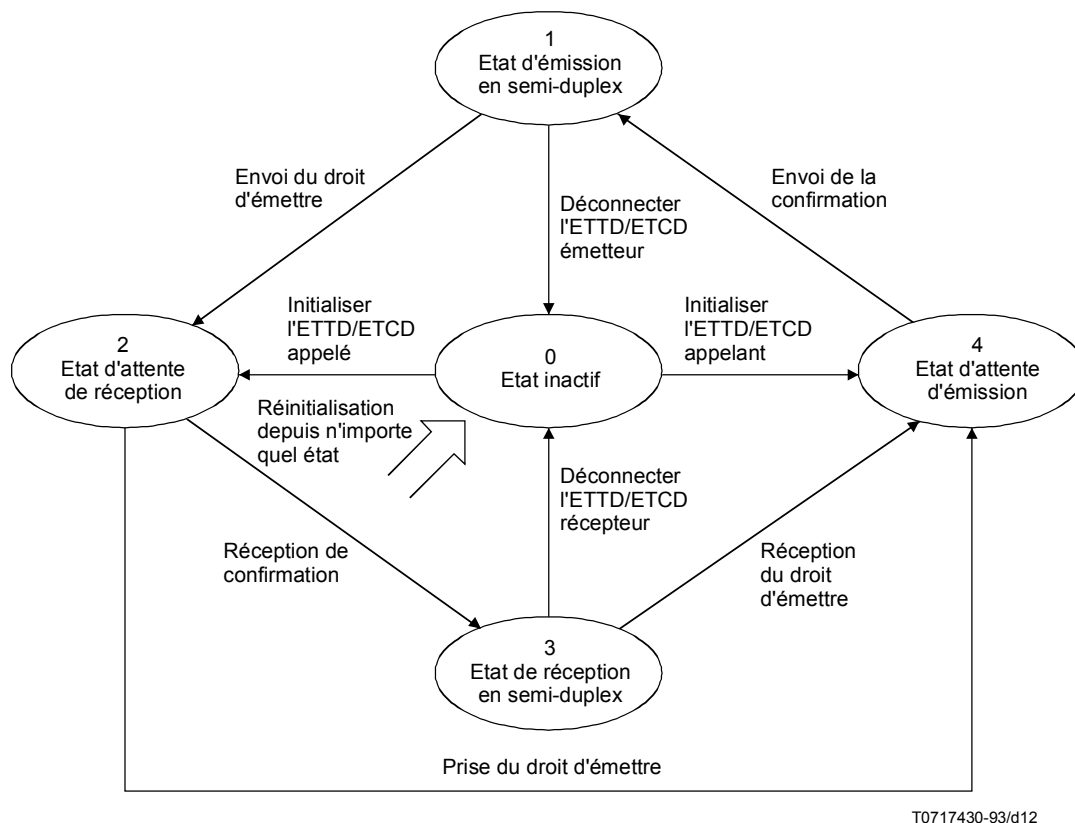 1
Etat d'émission
en semi-duplex
Envoi du droit
d'émettre
Envoi de la
confirmation
Déconnecter
l'ETTD/ETCD
émetteur
Initialiser
l'ETTD/ETCD
appelé
Initialiser
l'ETTD/ETCD
appelant
2
Etat d'attente
de réception
0
Etat inactif
4
Etat d'attente
d'émission
Réinitialisation
depuis n'importe
quel état
Déconnecter
l'ETTD/ETCD
récepteur
Réception de
confirmation
Réception
du droit
d'émettre
3
Etat de réception
en semi-duplex
Prise du droit d'émettre
T0717430-93/d12